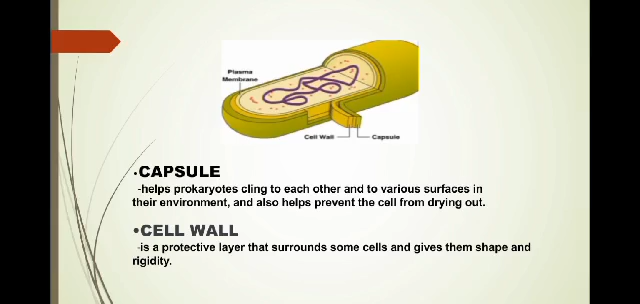 Plasma
Membrane
Cell Wall
Capsule
•CAPSULE
-helps prokaryotes cling to each other and to various surfaces in
their environment, and also helps prevent the cell from drying out.
•CELL WALL
-is a protective layer that surrounds some cells and gives them shape and
rigidity.